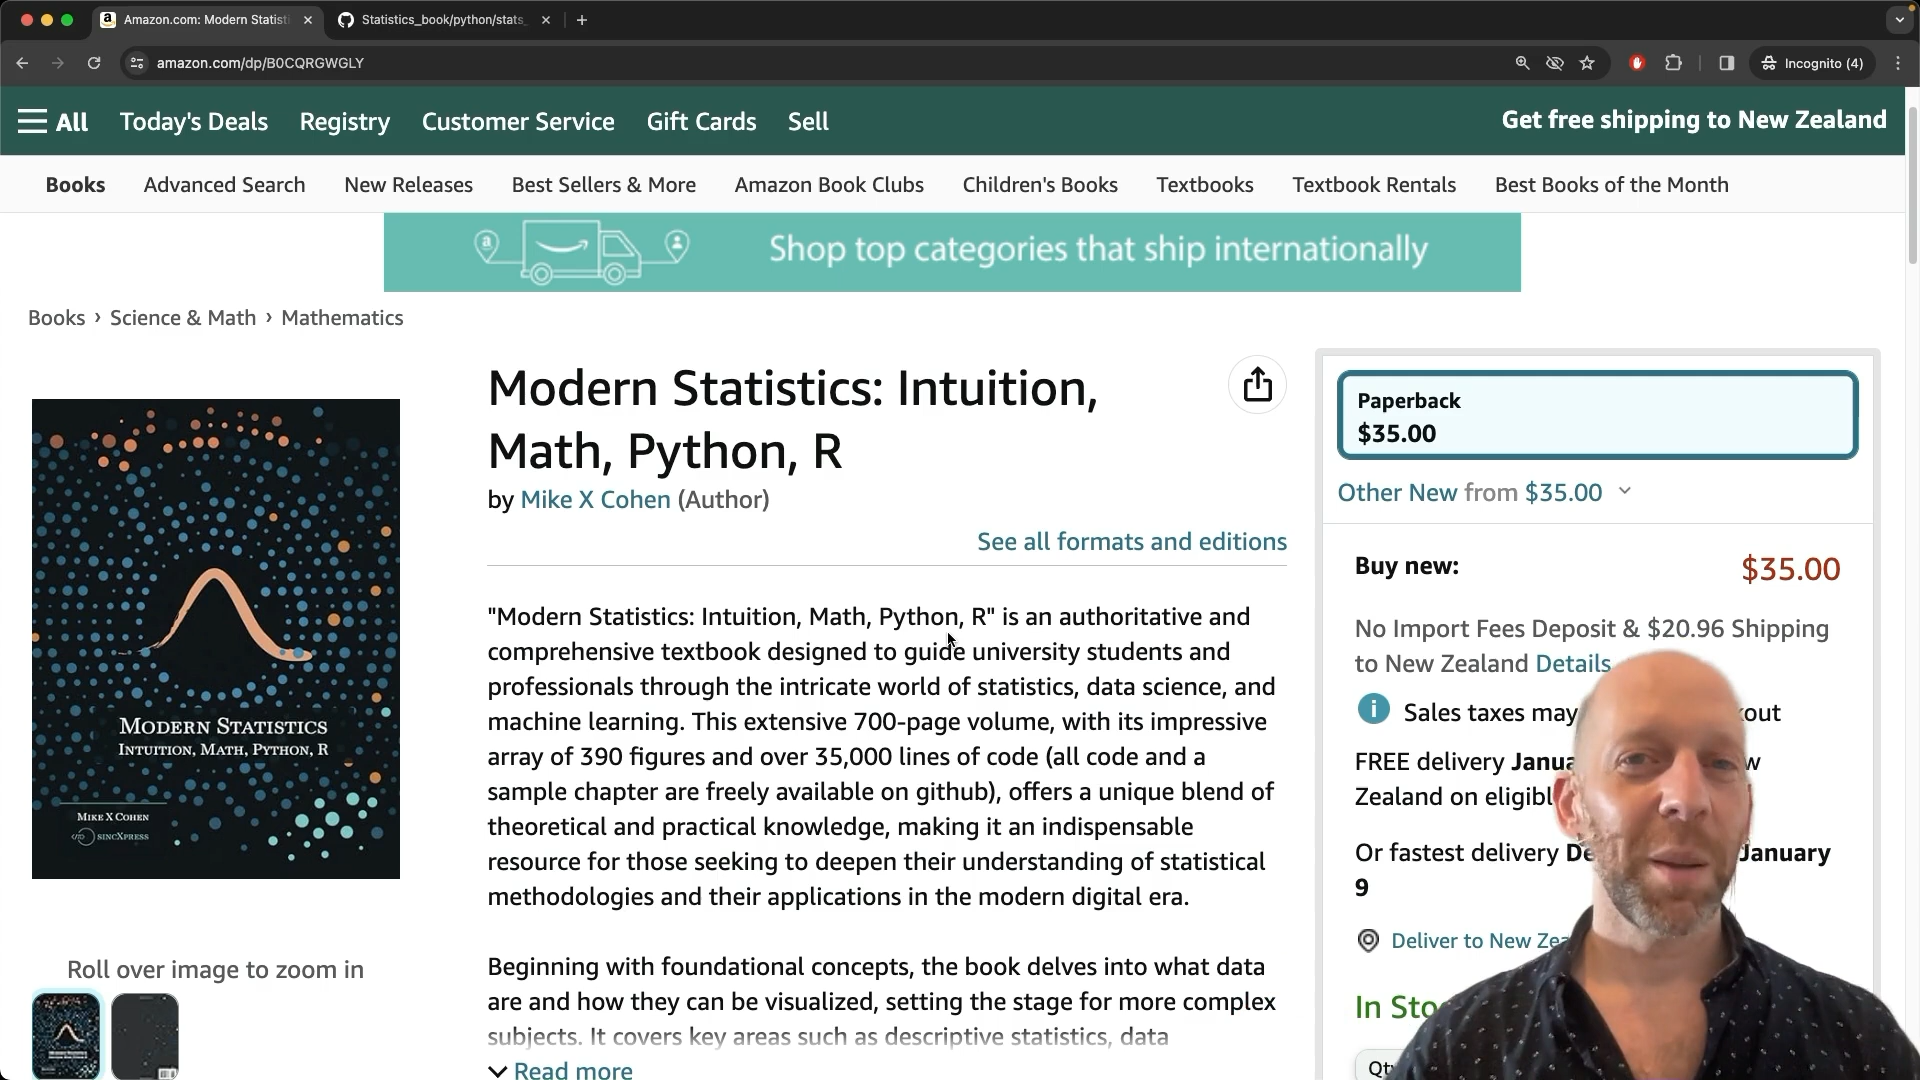 Amazon.com: Modern Statisti
Statistics_book/python/stats_
amazon.com/dp/B0CQRGWGLY
Incognito (4)
All
Today's Deals
Registry
Customer Service
Gift Cards
Sell
Get free shipping to New Zealand
Books
Advanced Search
New Releases
Best Sellers & More
Amazon Book Clubs
Children's Books
Textbooks
Textbook Rentals
Best Books of the Month
Shop top categories that ship internationally
Books › Science & Math › Mathematics
MODERN STATISTICS
INTUITION, MATH, PYTHON, R
MIKE X COHEN
SINCXPRESS
Roll over image to zoom in
Modern Statistics: Intuition,
Math, Python, R
by Mike X Cohen (Author)
See all formats and editions
"Modern Statistics: Intuition, Math, Python, R" is an authoritative and
comprehensive textbook designed to guide university students and
professionals through the intricate world of statistics, data science, and
machine learning. This extensive 700-page volume, with its impressive
array of 390 figures and over 35,000 lines of code (all code and a
sample chapter are freely available on github), offers a unique blend of
theoretical and practical knowledge, making it an indispensable
resource for those seeking to deepen their understanding of statistical
methodologies and their applications in the modern digital era.
Beginning with foundational concepts, the book delves into what data
are and how they can be visualized, setting the stage for more complex
subjects. It covers key areas such as descriptive statistics, data
Read more
Paperback
$35.00
Other New from $35.00
Buy new:
$35.00
No Import Fees Deposit & $20.96 Shipping
to New Zealand Details
Sales taxes may
FREE delivery
Zealand on
Or fastest delivery January
9
Deliver to New
In